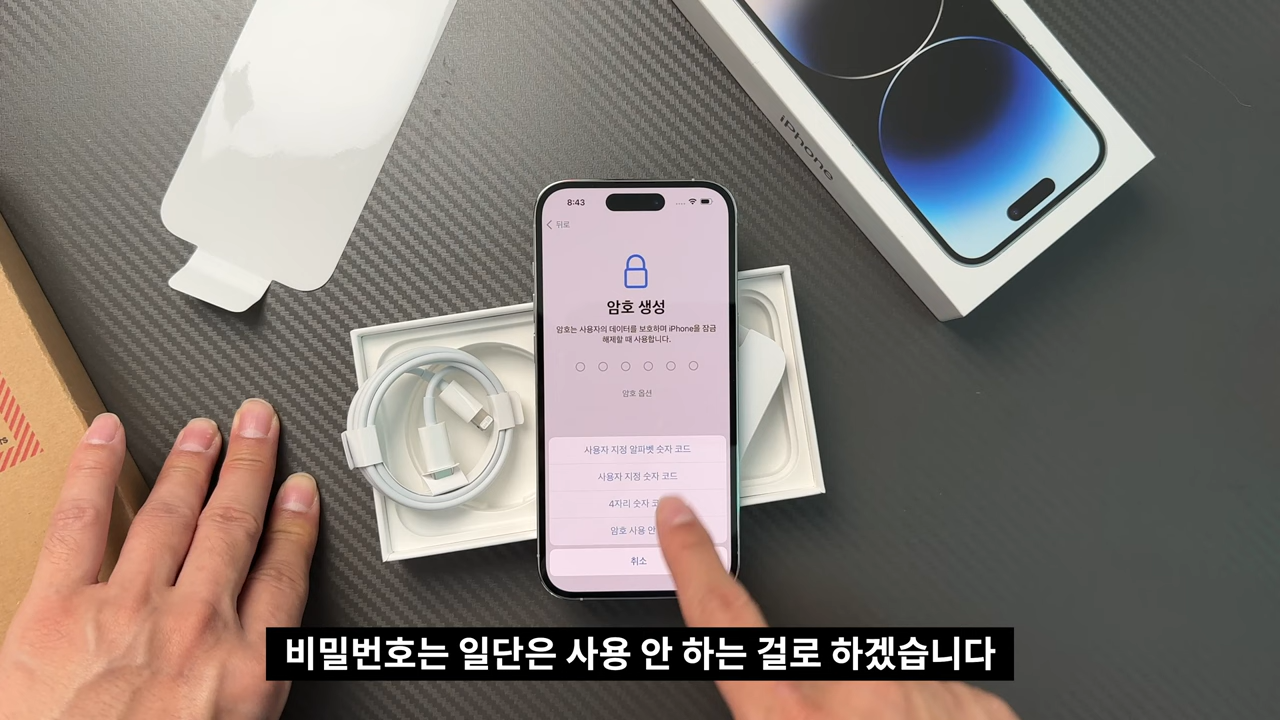 iPhone
8:43
뒤로
암호 생성
암호는 사용자의 데이터를 보호하며 iPhone을 잠금
해제할 때 사용합니다.
암호 옵션
사용자 지정 알파벳 숫자 코드
사용자 지정 숫자 코드
4자리 숫자
암호 사용
취소
비밀번호는 일단은 사용 안 하는 걸로 하겠습니다